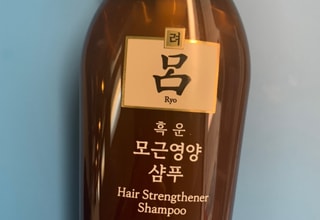 려
呂
Ryo
흑운
모근영양
샴푸
Hair Strengthener
Shampoo